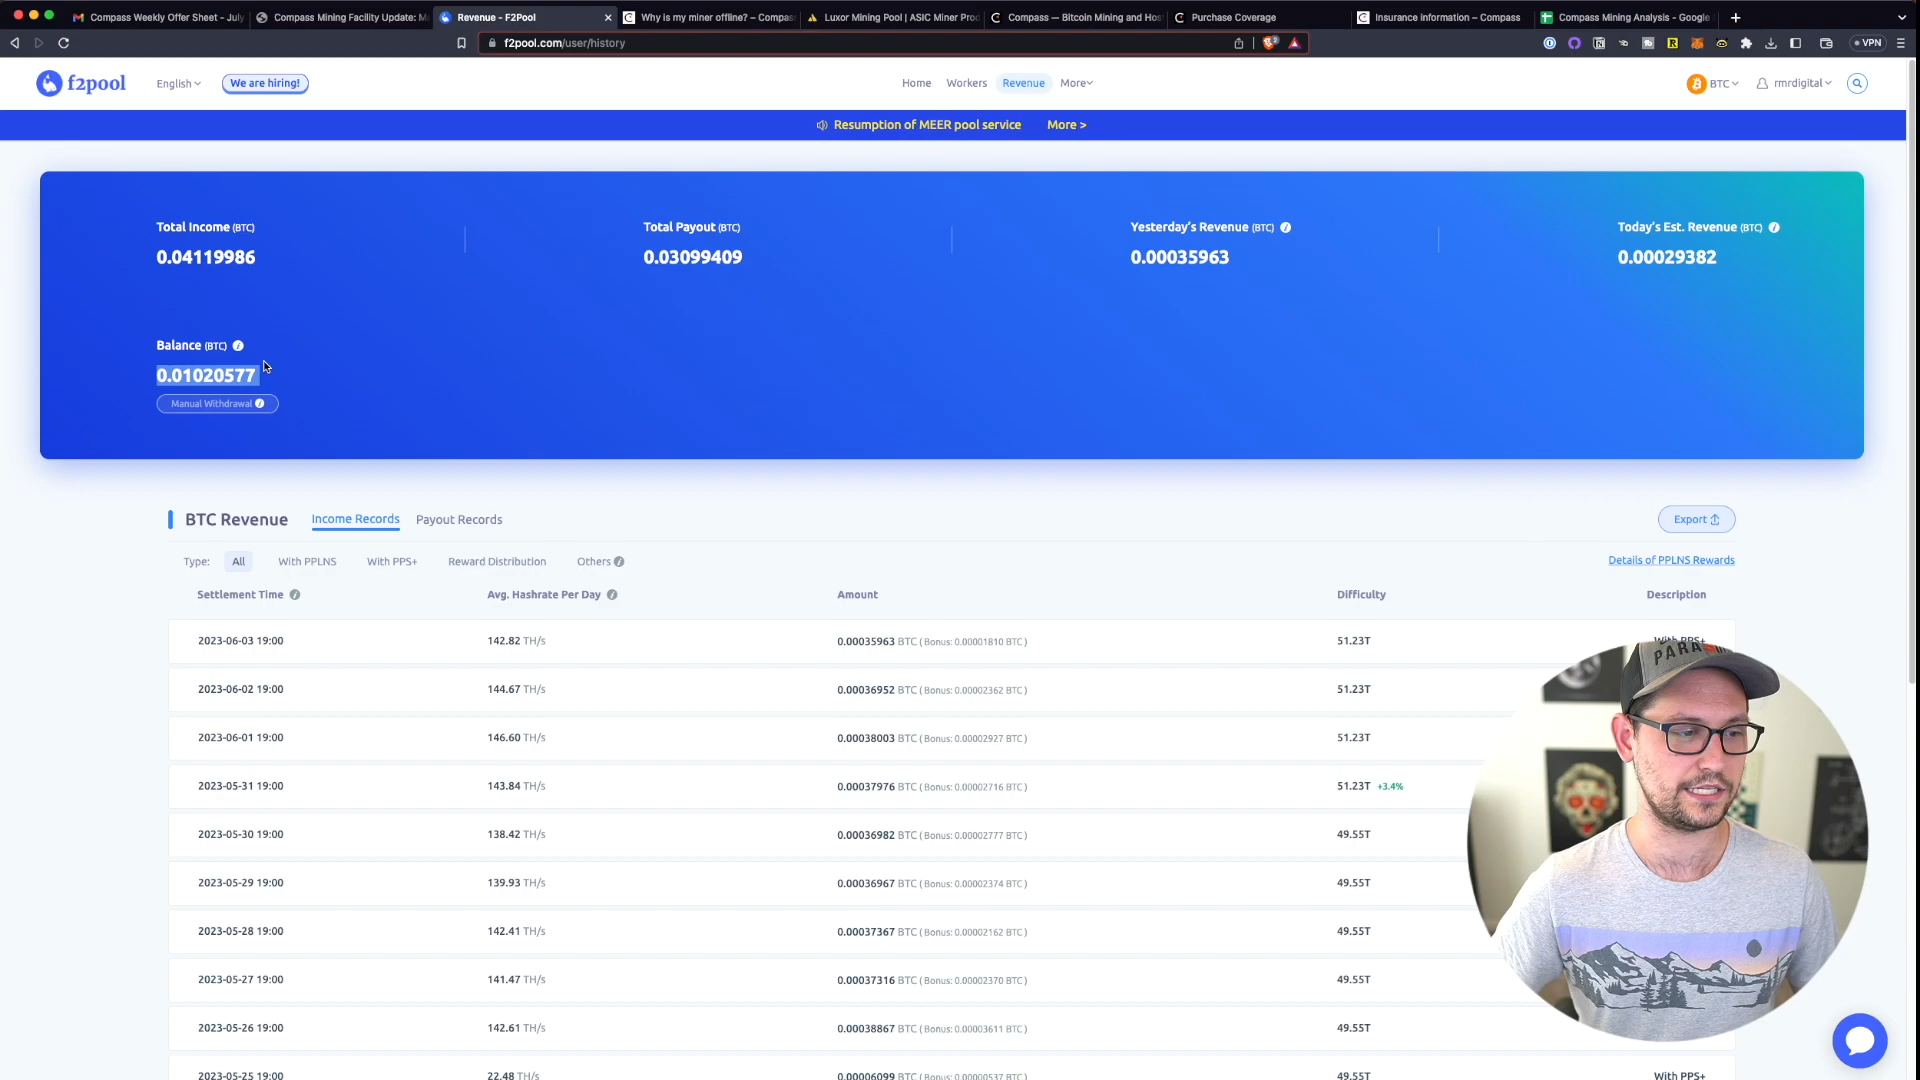 Compass Weekly Offer Sheet - July
Compass Mining Facility Update: M
Revenue - F2Pool
Why is my miner offline? – Compass
Luxor Mining Pool | ASIC Miner Pro
Compass — Bitcoin Mining and Hos
Purchase Coverage
Insurance information – Compass
Compass Mining Analysis - Google
f2pool.com/user/history
VPN
f2pool
English
We are hiring!
Home
Workers
Revenue
More
BTC
rmrdigital
Resumption of MEER pool service More >
Total Income (BTC)
0.04119986
Total Payout (BTC)
0.03099409
Yesterday's Revenue (BTC)
0.00035963
Today's Est. Revenue (BTC)
0.00029382
Balance (BTC)
0.01020577
Manual Withdrawal
BTC Revenue Income Records Payout Records Export
Type: All With PPLNS With PPS+ Reward Distribution Others Details of PPLNS Rewards
Settlement Time Avg. Hashrate Per Day Amount Difficulty Description
2023-06-03 19:00 142.82 TH/s 0.00035963 BTC ( Bonus: 0.00001810 BTC ) 51.23T With PPS+
2023-06-02 19:00 144.67 TH/s 0.00036952 BTC ( Bonus: 0.00002362 BTC ) 51.23T
2023-06-01 19:00 146.60 TH/s 0.00038003 BTC ( Bonus: 0.00002927 BTC ) 51.23T
2023-05-31 19:00 143.84 TH/s 0.00037976 BTC ( Bonus: 0.00002716 BTC ) 51.23T +3.4%
2023-05-30 19:00 138.42 TH/s 0.00036982 BTC ( Bonus: 0.00002777 BTC ) 49.55T
2023-05-29 19:00 139.93 TH/s 0.00036967 BTC ( Bonus: 0.00002374 BTC ) 49.55T
2023-05-28 19:00 142.41 TH/s 0.00037367 BTC ( Bonus: 0.00002162 BTC ) 49.55T
2023-05-27 19:00 141.47 TH/s 0.00037316 BTC ( Bonus: 0.00002370 BTC ) 49.55T
2023-05-26 19:00 142.61 TH/s 0.00038867 BTC ( Bonus: 0.00003611 BTC ) 49.55T
2023-05-25 19:00 22.48 TH/s 0.00006099 BTC ( Bonus: 0.00000537 BTC ) 49.55T With PPS+